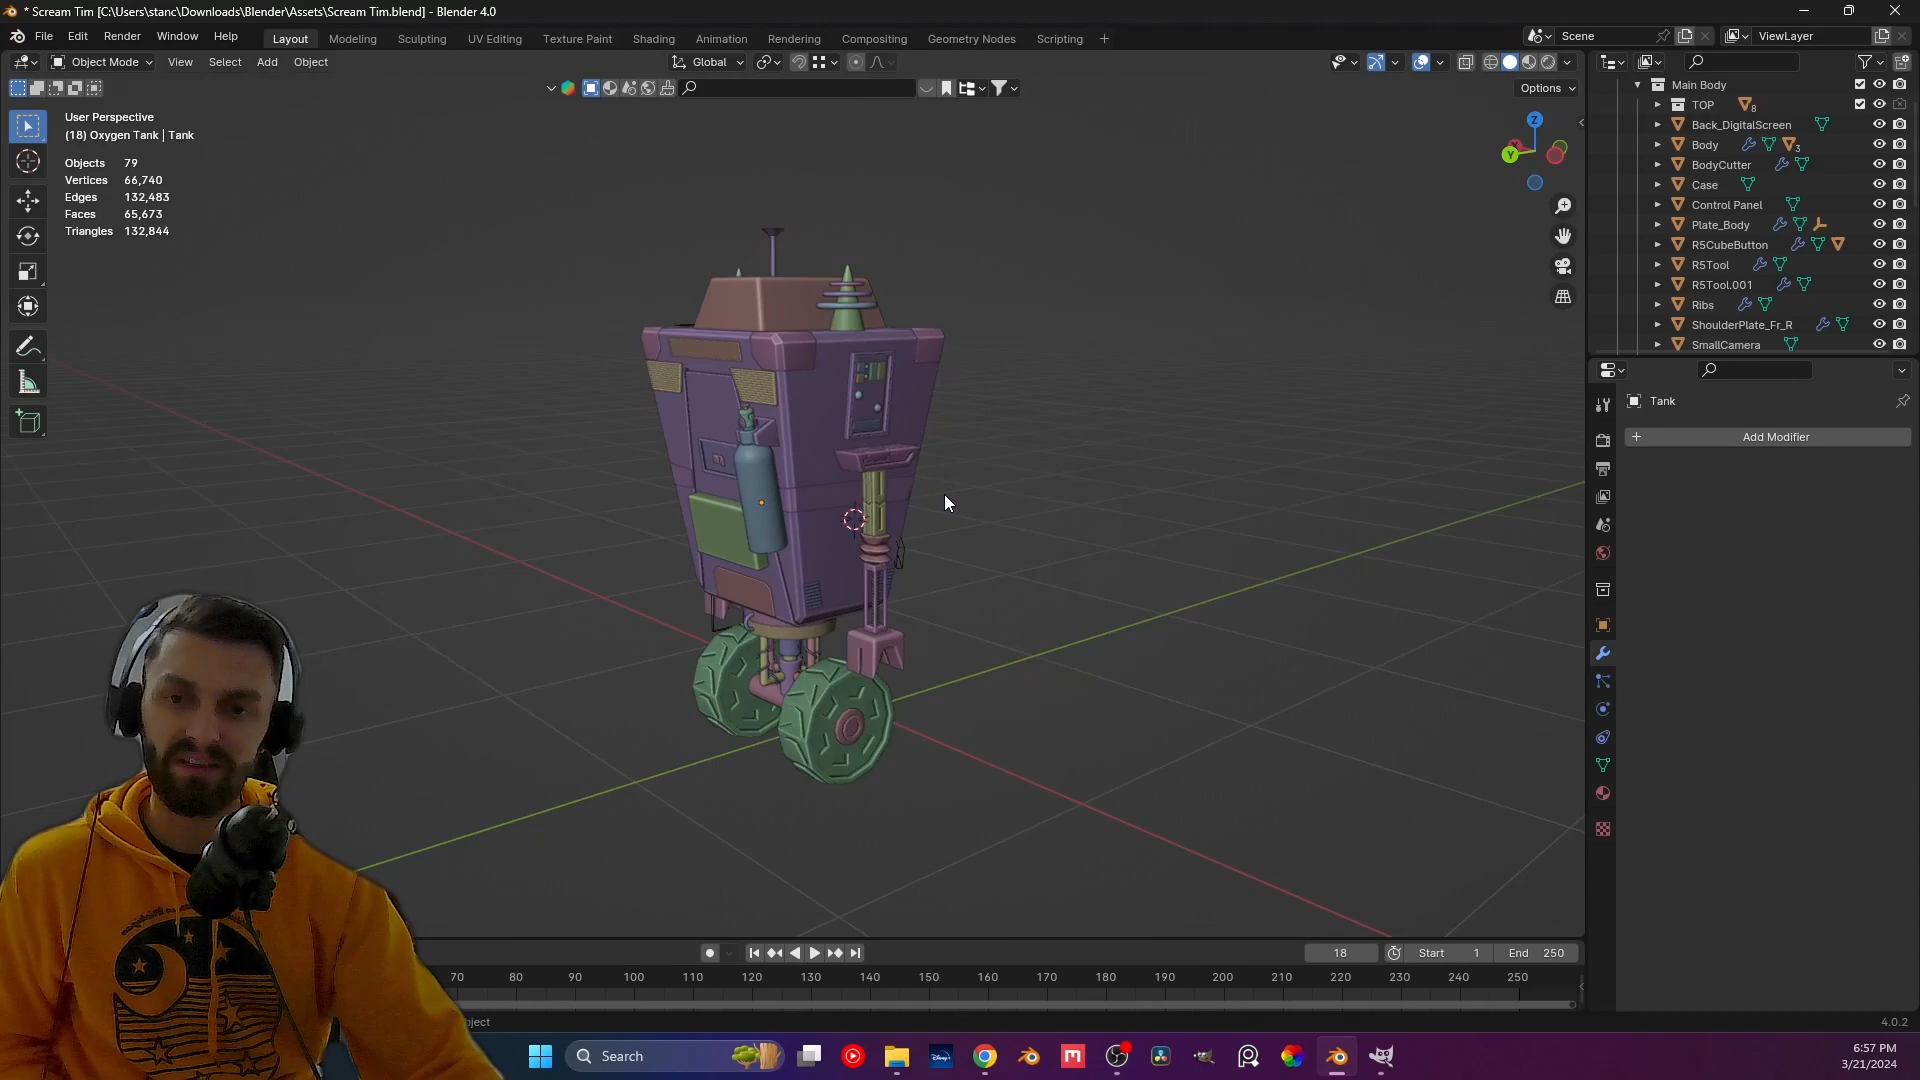 * Scream Tim [C:\Users\stanc\Downloads\Blender\Assets\Scream Tim.blend] - Blender 4.0
File Edit Render Window Help
Layout Modeling Sculpting UV Editing Texture Paint Shading Animation Rendering Compositing Geometry Nodes Scripting +
Scene
ViewLayer
Object Mode View Select Add Object
Global
Options
User Perspective
(18) Oxygen Tank | Tank
Objects 79
Vertices 66,740
Edges 132,483
Faces 65,673
Triangles 132,844
Z
Y
Main Body
TOP 8
Back_DigitalScreen
Body 3
BodyCutter
Case
Control Panel
Plate_Body
R5CubeButton
R5Tool
R5Tool.001
Ribs
ShoulderPlate_Fr_R
SmallCamera
Tank
+ Add Modifier
18 Start 1 End 250
70 80 90 100 110 120 130 140 150 160 170 180 190 200 210 220 230 240 250
ject
4.0.2
Search
Disney+
6:57 PM
3/21/2024